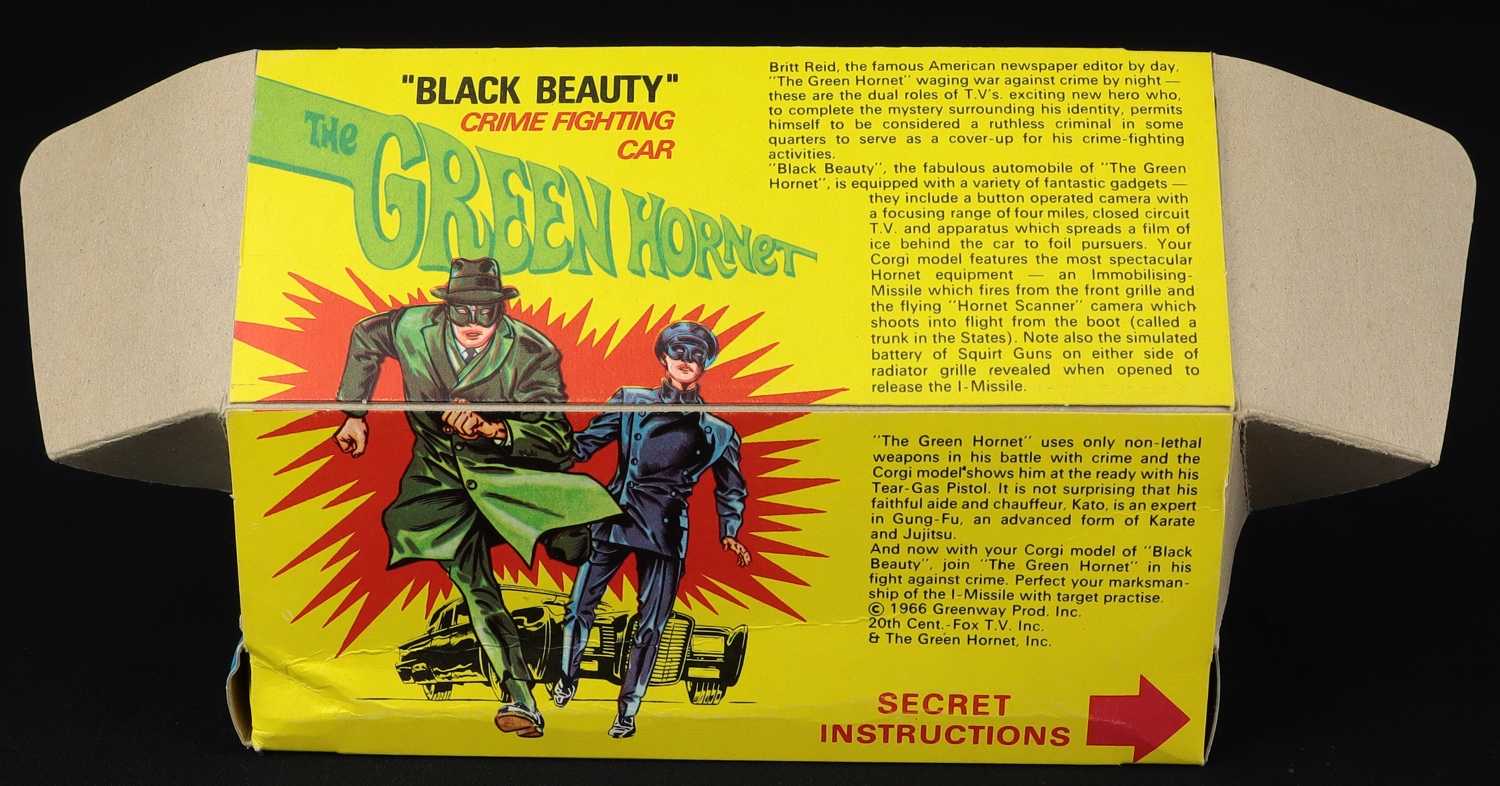 "BLACK BEAUTY"
CRIME FIGHTING
CAR
THE
GREEN HORNET
Britt Reid, the famous American newspaper editor by day,
"The Green Hornet" waging war against crime by night —
these are the dual roles of T.V's. exciting new hero who,
to complete the mystery surrounding his identity, permits
himself to be considered a ruthless criminal in some
quarters to serve as a cover-up for his crime-fighting
activities.
"Black Beauty", the fabulous automobile of "The Green
Hornet", is equipped with a variety of fantastic gadgets —
they include a button operated camera with
a focusing range of four miles, closed circuit
T.V. and apparatus which spreads a film of
ice behind the car to foil pursuers. Your
Corgi model features the most spectacular
Hornet equipment — an Immobilising-
Missile which fires from the front grille and
the flying "Hornet Scanner" camera which
shoots into flight from the boot (called a
trunk in the States). Note also the simulated
battery of Squirt Guns on either side of
radiator grille revealed when opened to
release the I-Missile.
"The Green Hornet" uses only non-lethal
weapons in his battle with crime and the
Corgi model shows him at the ready with his
Tear-Gas Pistol. It is not surprising that his
faithful aide and chauffeur, Kato, is an expert
in Gung-Fu, an advanced form of Karate
and Jujitsu.
And now with your Corgi model of "Black
Beauty", join "The Green Hornet" in his
fight against crime. Perfect your marksman-
ship of the I-Missile with target practise.
© 1966 Greenway Prod. Inc.
20th Cent.-Fox T.V. Inc.
& The Green Hornet, Inc.
SECRET
INSTRUCTIONS